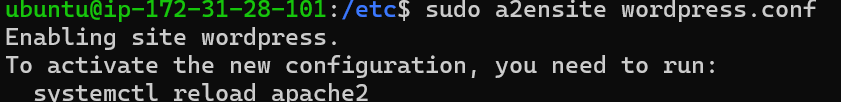 ubuntu@ip-172-31-28-101:/etc$ sudo a2ensite wordpress.conf
Enabling site wordpress.
To activate the new configuration, you need to run:
  systemctl reload apache2